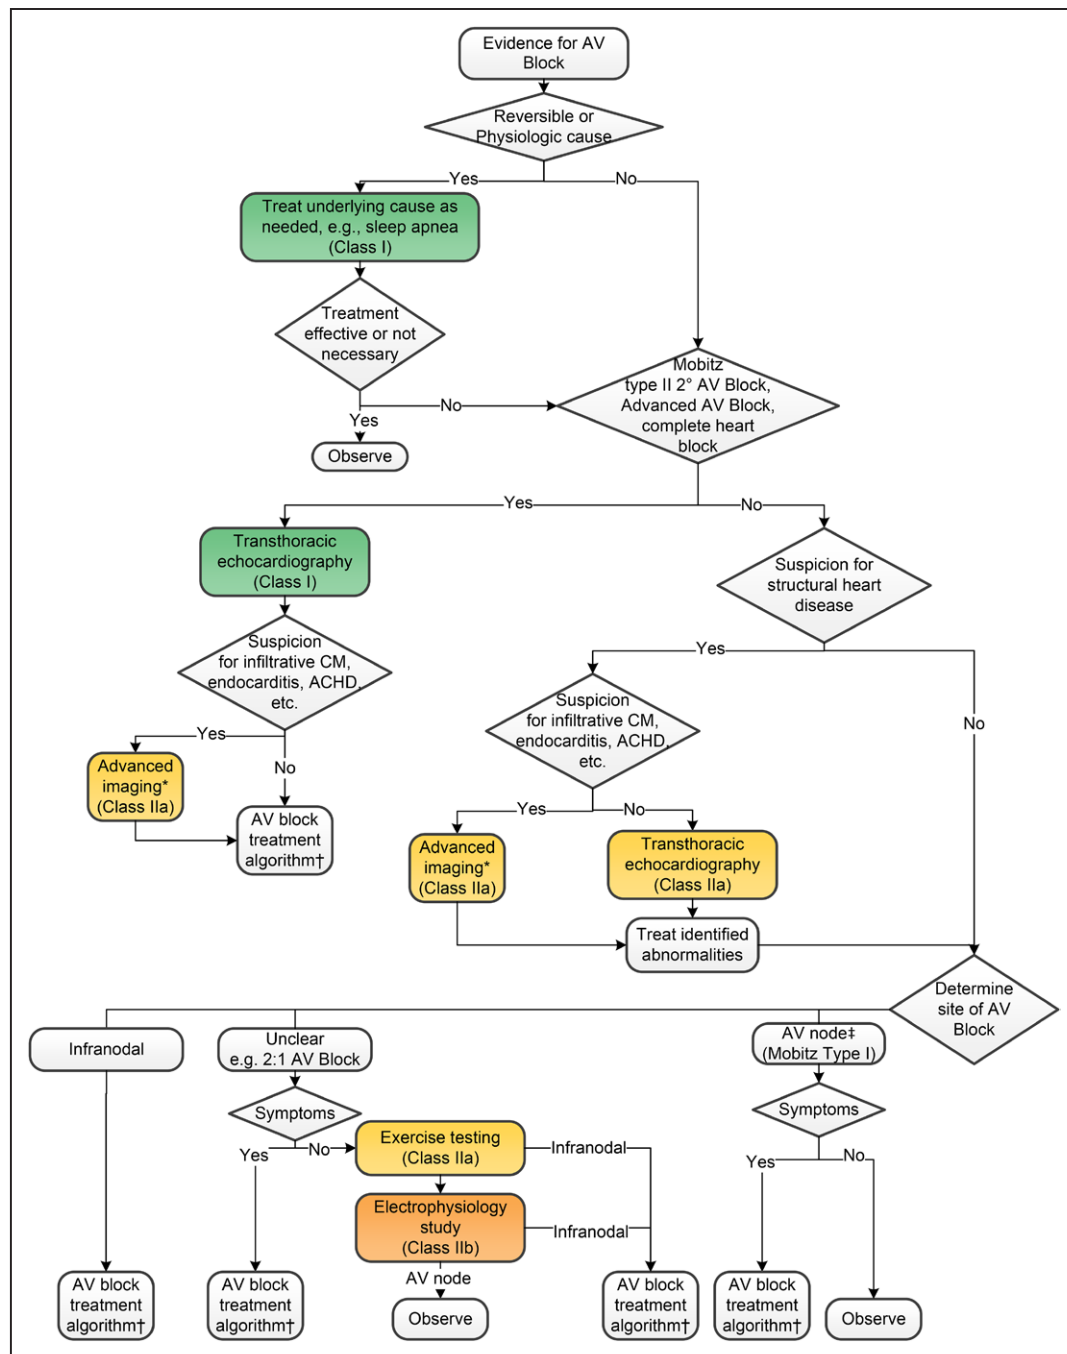 Evidence for AV
Block
Reversible or
Physiologic cause
Yes
No
Treat underlying cause as
needed, e.g., sleep apnea
(Class I)
Treatment
effective or not
necessary
No
Yes
Observe
Mobitz
type II 2° AV Block,
Advanced AV Block,
complete heart
block
Yes
No
Transthoracic
echocardiography
(Class I)
Suspicion
for infiltrative CM,
endocarditis, ACHD,
etc.
Yes
No
Advanced
imaging*
(Class IIa)
AV block
treatment
algorithm†
Suspicion for
structural heart
disease
Yes
No
Suspicion
for infiltrative CM,
endocarditis, ACHD,
etc.
Yes
No
Advanced
imaging*
(Class IIa)
Transthoracic
echocardiography
(Class IIa)
Treat identified
abnormalities
Determine
site of AV
Block
Infranodal
Unclear
e.g. 2:1 AV Block
AV node‡
(Mobitz Type I)
Symptoms
Symptoms
Yes
No
Exercise testing
(Class IIa)
Infranodal
Electrophysiology
study
(Class IIb)
Infranodal
AV node
Yes
No
AV block
treatment
algorithm†
AV block
treatment
algorithm†
Observe
AV block
treatment
algorithm†
AV block
treatment
algorithm†
Observe